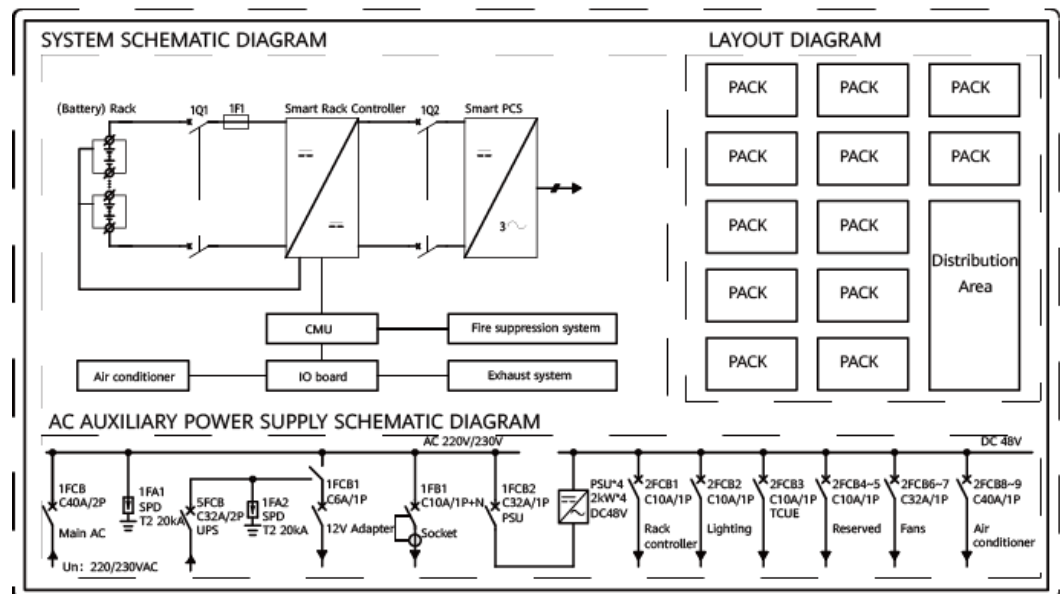 SYSTEM SCHEMATIC DIAGRAM
(Battery) Rack
1Q1
1F1
Smart Rack Controller
1Q2
Smart PCS
3
CMU
Fire suppression system
Air conditioner
IO board
Exhaust system
LAYOUT DIAGRAM
PACK
PACK
PACK
PACK
PACK
PACK
PACK
PACK
PACK
PACK
PACK
PACK
Distribution
Area
AC AUXILIARY POWER SUPPLY SCHEMATIC DIAGRAM
AC 220V/230V
DC 48V
1FCB
C40A/2P
Main AC
Un: 220/230VAC
1FA1
SPD
T2 20kA
5FCB
C32A/2P
UPS
1FA2
SPD
T2 20kA
1FCB1
C6A/1P
12V Adapter
1FB1
C10A/1P+N
Socket
1FCB2
C32A/1P
PSU
PSU*4
2kW*4
DC48V
2FCB1
C10A/1P
Rack
controller
2FCB2
C10A/1P
Lighting
2FCB3
C10A/1P
TCUE
2FCB4~5
C10A/1P
Reserved
2FCB6~7
C32A/1P
Fans
2FCB8~9
C40A/1P
Air
conditioner